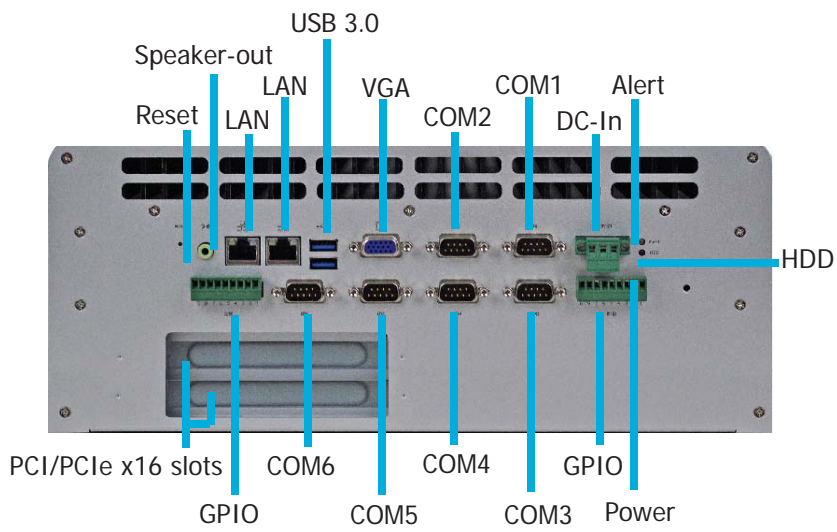 USB 3.0
Speaker-out
LAN
VGA
COM1
Alert
Reset
LAN
COM2
DC-In
HDD
PCI/PCIe x16 slots
COM6
COM4
GPIO
GPIO
COM5
COM3
Power